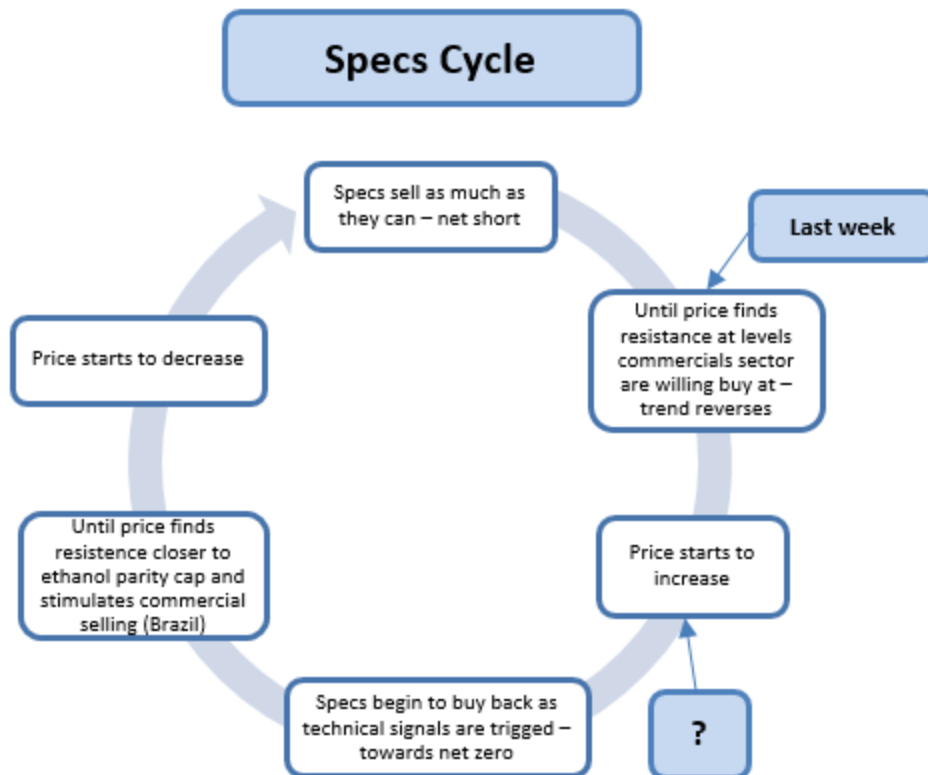 Specs Cycle
Specs sell as much as
they can – net short
Last week
Until price finds
resistance at levels
commercials sector
are willing buy at –
trend reverses
Price starts to
increase
?
Specs begin to buy back as
technical signals are trigged –
towards net zero
Until price finds
resistence closer to
ethanol parity cap and
stimulates commercial
selling (Brazil)
Price starts to decrease